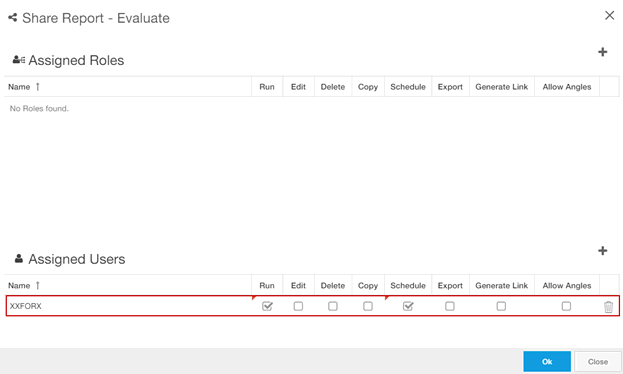 Share Report - Evaluate
Assigned Roles
Name Run Edit Delete Copy Schedule Export Generate Link Allow Angles
No Roles found.
Assigned Users
Name Run Edit Delete Copy Schedule Export Generate Link Allow Angles
XXFORX
Ok Close